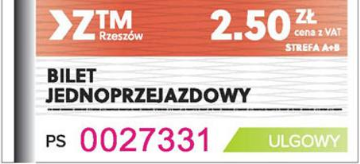 ZTM 2.50 ZŁ
Rzeszów cena z VAT
STREFA A+B
BILET
JEDNOPRZEJAZDOWY
PS 0027331 ULGOWY